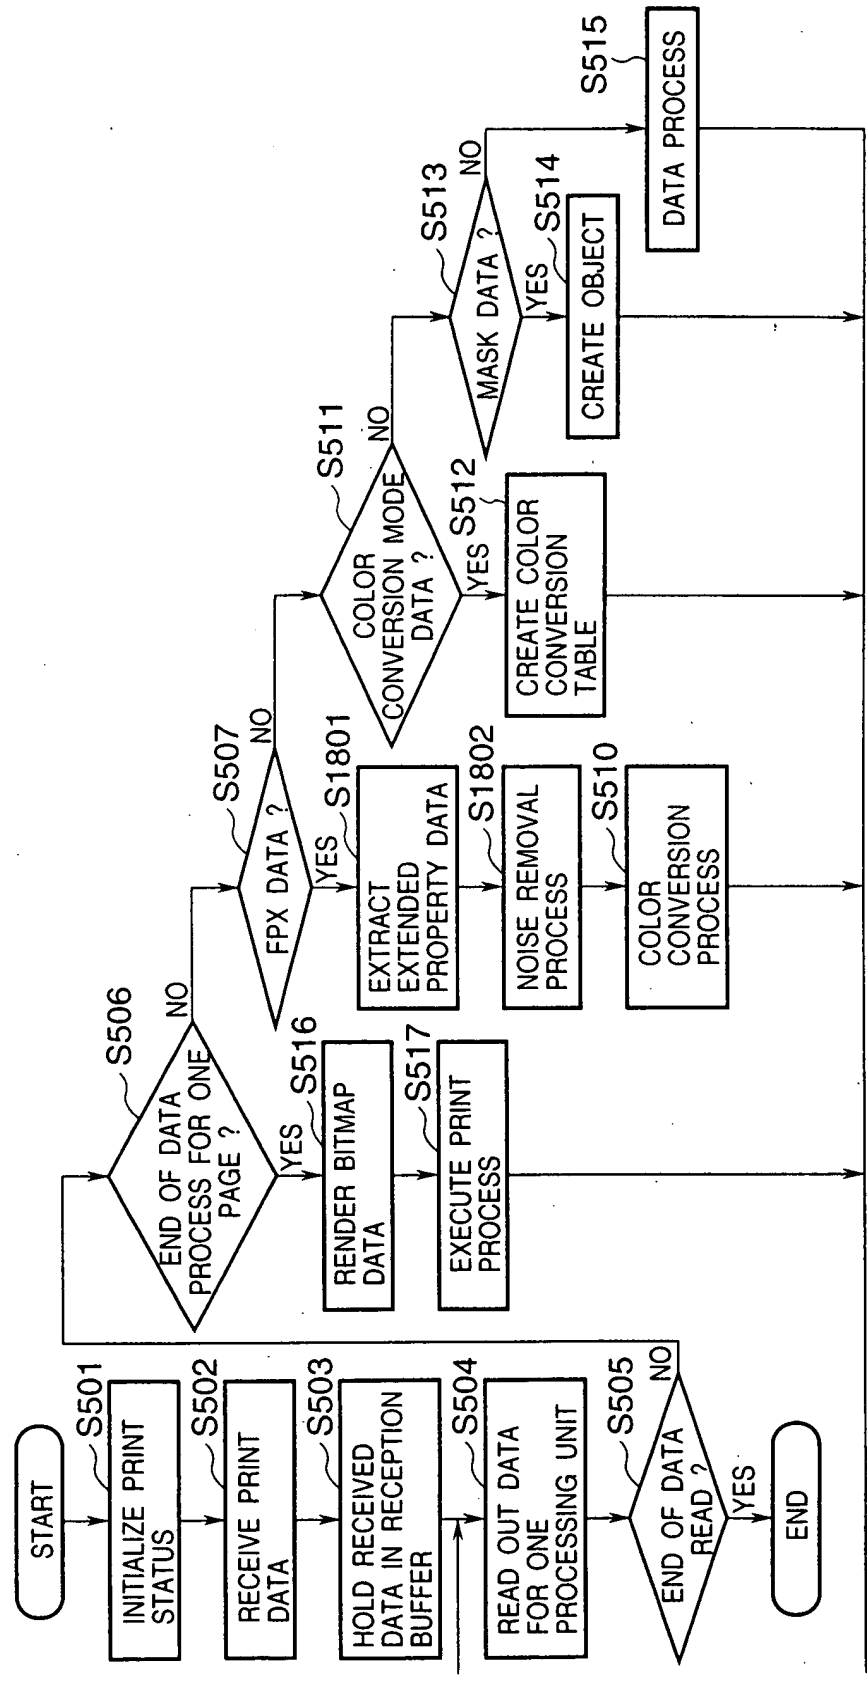 START
S501
INITIALIZE PRINT
STATUS
S502
RECEIVE PRINT
DATA
S503
HOLD RECEIVED
DATA IN RECEPTION
BUFFER
S504
READ OUT DATA
FOR ONE
PROCESSING UNIT
S505
END OF DATA
READ ?
NO
YES
END
S506
END OF DATA
PROCESS FOR ONE
PAGE ?
NO
YES
S516
RENDER BITMAP
DATA
S517
EXECUTE PRINT
PROCESS
S507
FPX DATA ?
NO
YES
S1801
EXTRACT
EXTENDED
PROPERTY DATA
S1802
NOISE REMOVAL
PROCESS
S510
COLOR
CONVERSION
PROCESS
S511
COLOR
CONVERSION MODE
DATA ?
NO
YES
S512
CREATE COLOR
CONVERSION
TABLE
S513
MASK DATA ?
NO
YES
S514
CREATE OBJECT
S515
DATA PROCESS